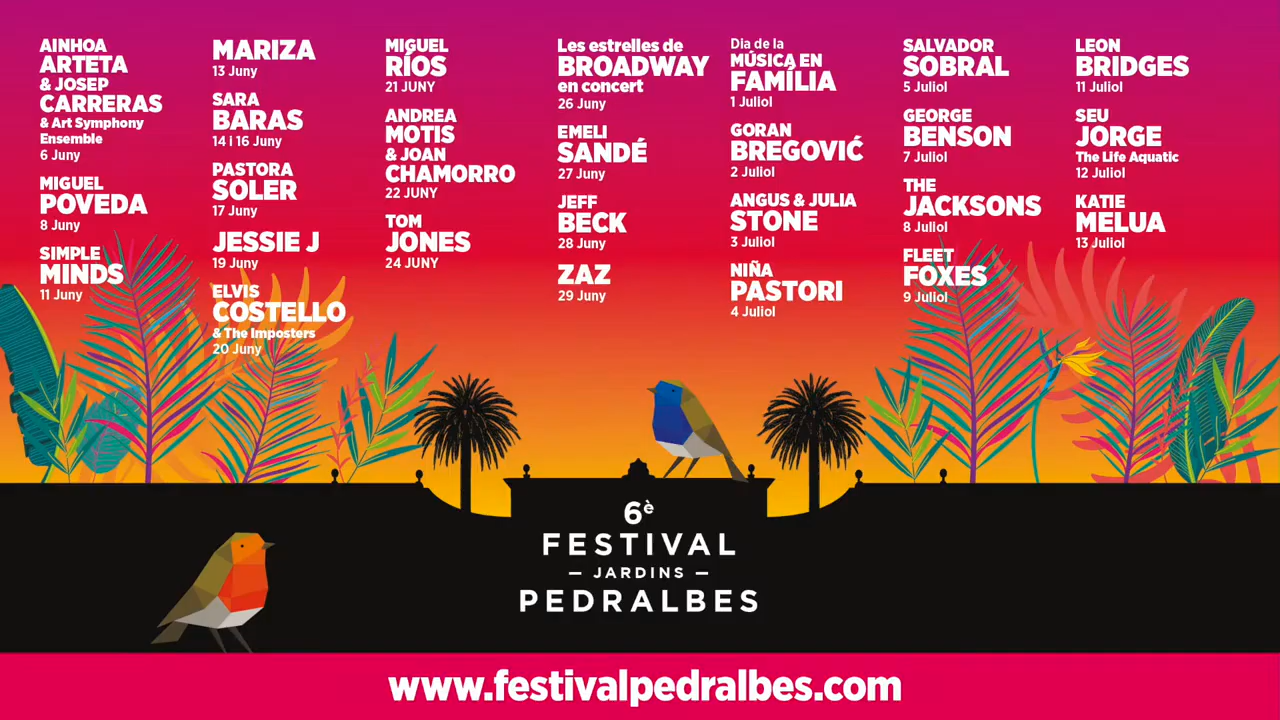 AINHOA
ARTETA
& JOSEP
CARRERAS
& Art Symphony
Ensemble
6 Juny
MIGUEL
POVEDA
8 Juny
SIMPLE
MINDS
11 Juny
MARIZA
13 Juny
SARA
BARAS
14 i 16 Juny
PASTORA
SOLER
17 Juny
JESSIE J
19 Juny
ELVIS
COSTELLO
& The Imposters
20 Juny
MIGUEL
RÍOS
21 JUNY
ANDREA
MOTIS
& JOAN
CHAMORRO
22 JUNY
TOM
JONES
24 JUNY
Les estrelles de
BROADWAY
en concert
26 Juny
EMELI
SANDÉ
27 Juny
JEFF
BECK
28 Juny
ZAZ
29 Juny
Dia de la
MÚSICA EN
FAMÍLIA
1 Juliol
GORAN
BREGOVIĆ
2 Juliol
ANGUS & JULIA
STONE
3 Juliol
NIÑA
PASTORI
4 Juliol
SALVADOR
SOBRAL
5 Juliol
GEORGE
BENSON
7 Juliol
THE
JACKSONS
8 Juliol
FLEET
FOXES
9 Juliol
LEON
BRIDGES
11 Juliol
SEU
JORGE
The Life Aquatic
12 Juliol
KATIE
MELUA
13 Juliol
6è
FESTIVAL
— JARDINS —
PEDRALBES
www.festivalpedralbes.com